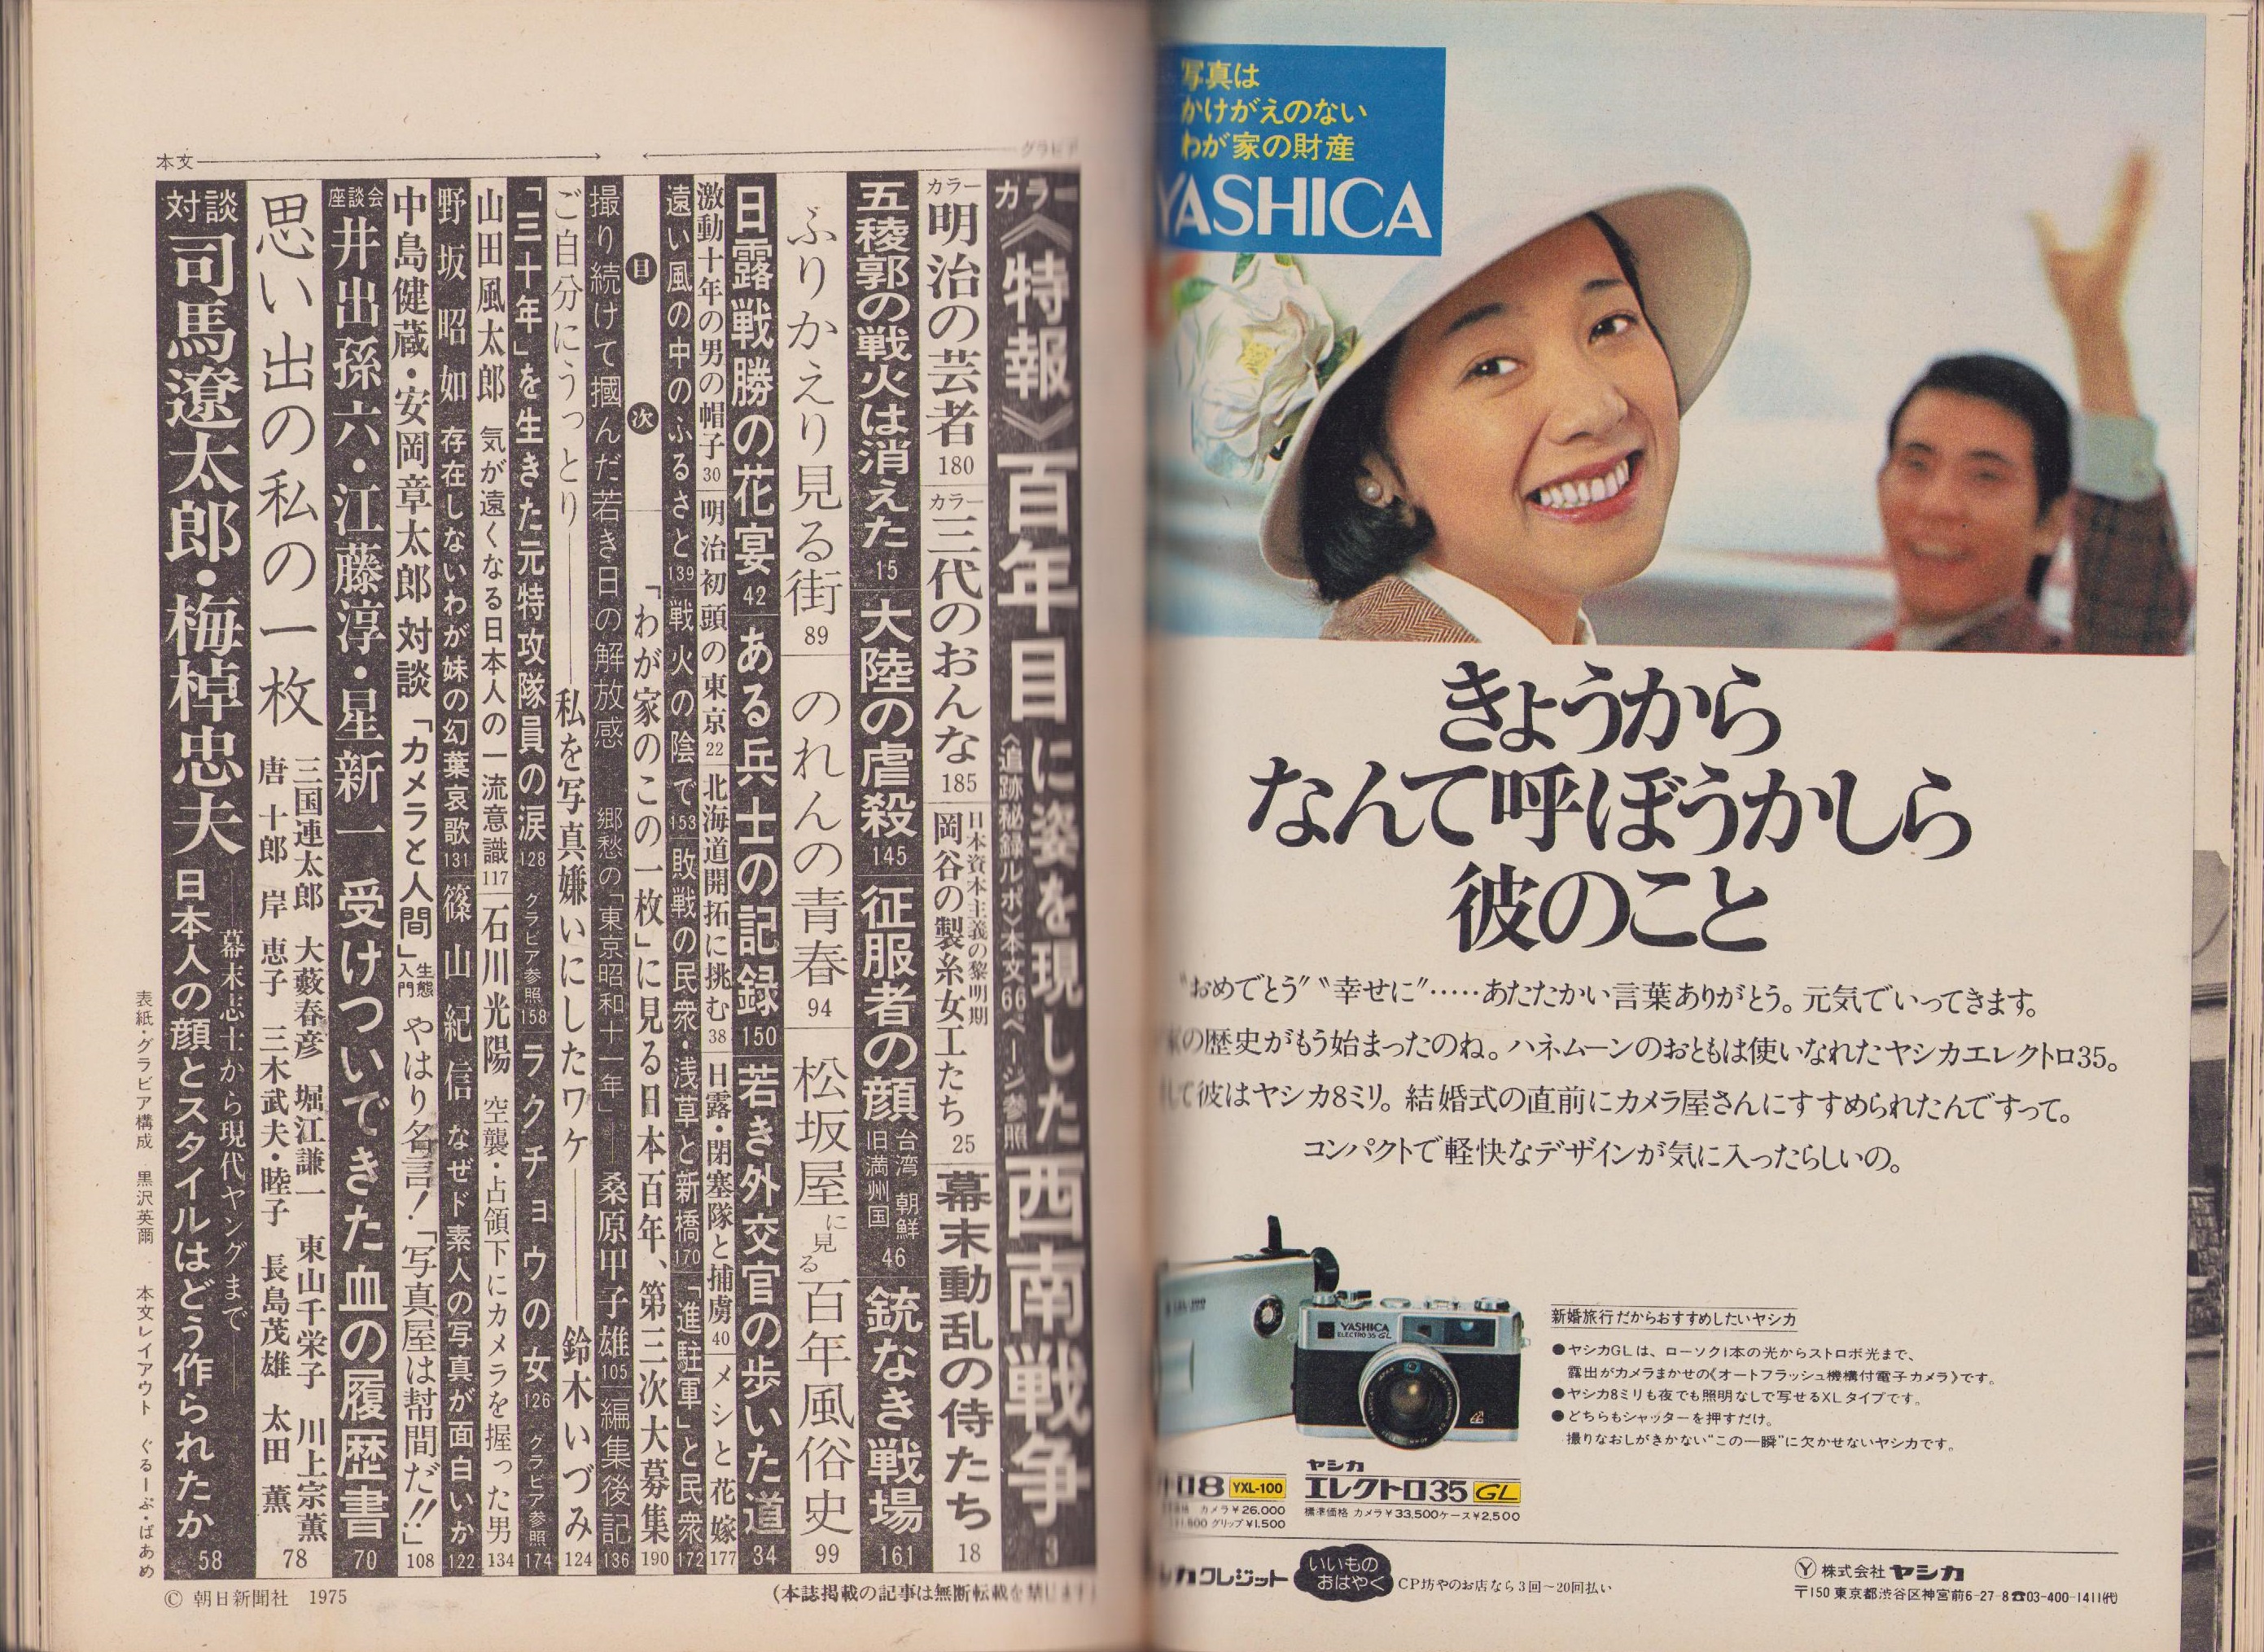 グラビア
カラー《特報》百年目に姿を現した西南戦争 3
〈追跡秘録ルポ〉本文66ページ参照
カラー 明治の芸者 180
カラー 三代のおんな 185
日本資本主義の黎明期
岡谷の製糸女工たち 25
幕末動乱の侍たち 18
五稜郭の戦火は消えた 15
大陸の虐殺 145
征服者の顔 台湾 朝鮮 旧満州国 46
銃なき戦場 161
ふりかえり見る街 89
のれんの青春 94
松坂屋に見る百年風俗史 99
日露戦勝の花宴 42
ある兵士の記録 150
若き外交官の歩いた道 34
激動十年の男の帽子 30
明治初頭の東京 22
北海道開拓に挑む 38
日露・閉塞隊と捕虜 40
メシと花嫁 177
遠い風の中のふるさと 139
戦火の陰で 153
敗戦の民衆・浅草と新橋 170
「進駐軍」と民衆 172
目次
「わが家のこの一枚」に見る日本百年、第三次大募集 190
撮り続けて摑んだ若き日の解放感
郷愁の「東京昭和十一年」──桑原甲子雄 105
編集後記 136
ご自分にうっとり──私を写真嫌いにしたワケ──鈴木いづみ 124
「三十年」を生きた元特攻隊員の涙 128
グラビア参照 158
ラクチョウの女 126
グラビア参照 174
山田風太郎 気が遠くなる日本人の一流意識 117
石川光陽 空襲・占領下にカメラを握った男 134
野坂昭如 存在しないわが妹の幻葉哀歌 131
篠山紀信 なぜド素人の写真が面白いか 122
中島健蔵・安岡章太郎 対談 「カメラと人間」生態入門 やはり名言!「写真屋は幇間だ!!」 108
座談会 井出孫六・江藤淳・星新一 受けついできた血の履歴書 70
思い出の私の一枚
三国連太郎 大藪春彦 堀江謙一 東山千栄子 川上宗薫
唐十郎 岸恵子 三木武夫・睦子 長島茂雄 太田薫
78
対談 司馬遼太郎・梅棹忠夫
──幕末志士から現代ヤングまで──
日本人の顔とスタイルはどう作られたか 58
本文
表紙・グラビア構成 黒沢英爾 本文レイアウト ぐるーぷ・ばあめ
© 朝日新聞社 1975
(本誌掲載の記事は無断転載を禁じます)
写真は
かけがえのない
わが家の財産
YASHICA
きょうから
なんて呼ぼうかしら
彼のこと
“おめでとう”“幸せに”……あたたかい言葉ありがとう。元気でいってきます。
家の歴史がもう始まったのね。ハネムーンのおともは使いなれたヤシカエレクトロ35。
して彼はヤシカ8ミリ。結婚式の直前にカメラ屋さんにすすめられたんですって。
コンパクトで軽快なデザインが気に入ったらしいの。
YASHICA
ELECTRO 35 GL
新婚旅行だからおすすめしたいヤシカ
●ヤシカGLは、ローソク1本の光からストロボ光まで、
露出がカメラまかせの《オートフラッシュ機構付電子カメラ》です。
●ヤシカ8ミリも夜でも照明なしで写せるXLタイプです。
●どちらもシャッターを押すだけ。
撮りなおしがきかない“この一瞬”に欠かせないヤシカです。
トロ8 YXL-100
カメラ¥26,000
グリップ¥1,500
ヤシカ
エレクトロ35 GL
標準価格 カメラ¥33,500ケース¥2,500
カクレジット
いいもの
おはやく
CP坊やのお店なら3回〜20回払い
Y 株式会社 ヤシカ
〒150 東京都渋谷区神宮前6-27-8☎03-400-1411(代)